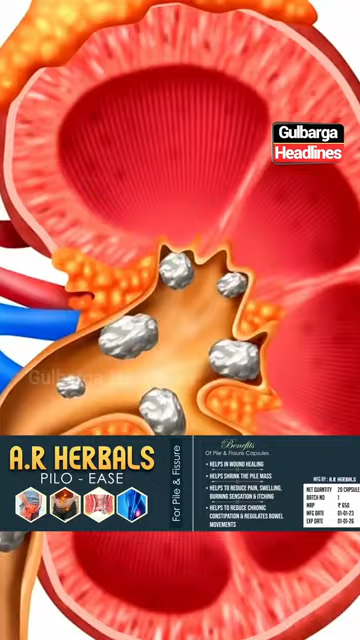 Gulbarga
Headlines
Gulbarga
A.R HERBALS
PILO - EASE
For Pile & Fissure
Benefits
Of Pile & Fissure Capsules
• HELPS IN WOUND HEALING
• HELPS SHRINK THE PILE MASS
• HELPS TO REDUCE PAIN, SWELLING,
BURNING SENSATION & ITCHING
• HELPS TO REDUCE CHRONIC
CONSTIPATION & REGULATES BOWEL
MOVEMENTS
MFG BY : A.R HERBALS
NET QUANTITY 20 CAPSULE
BATCH NO 1
MRP ₹ 650
MFG DATE 01-01-23
EXP DATE 01-01-26